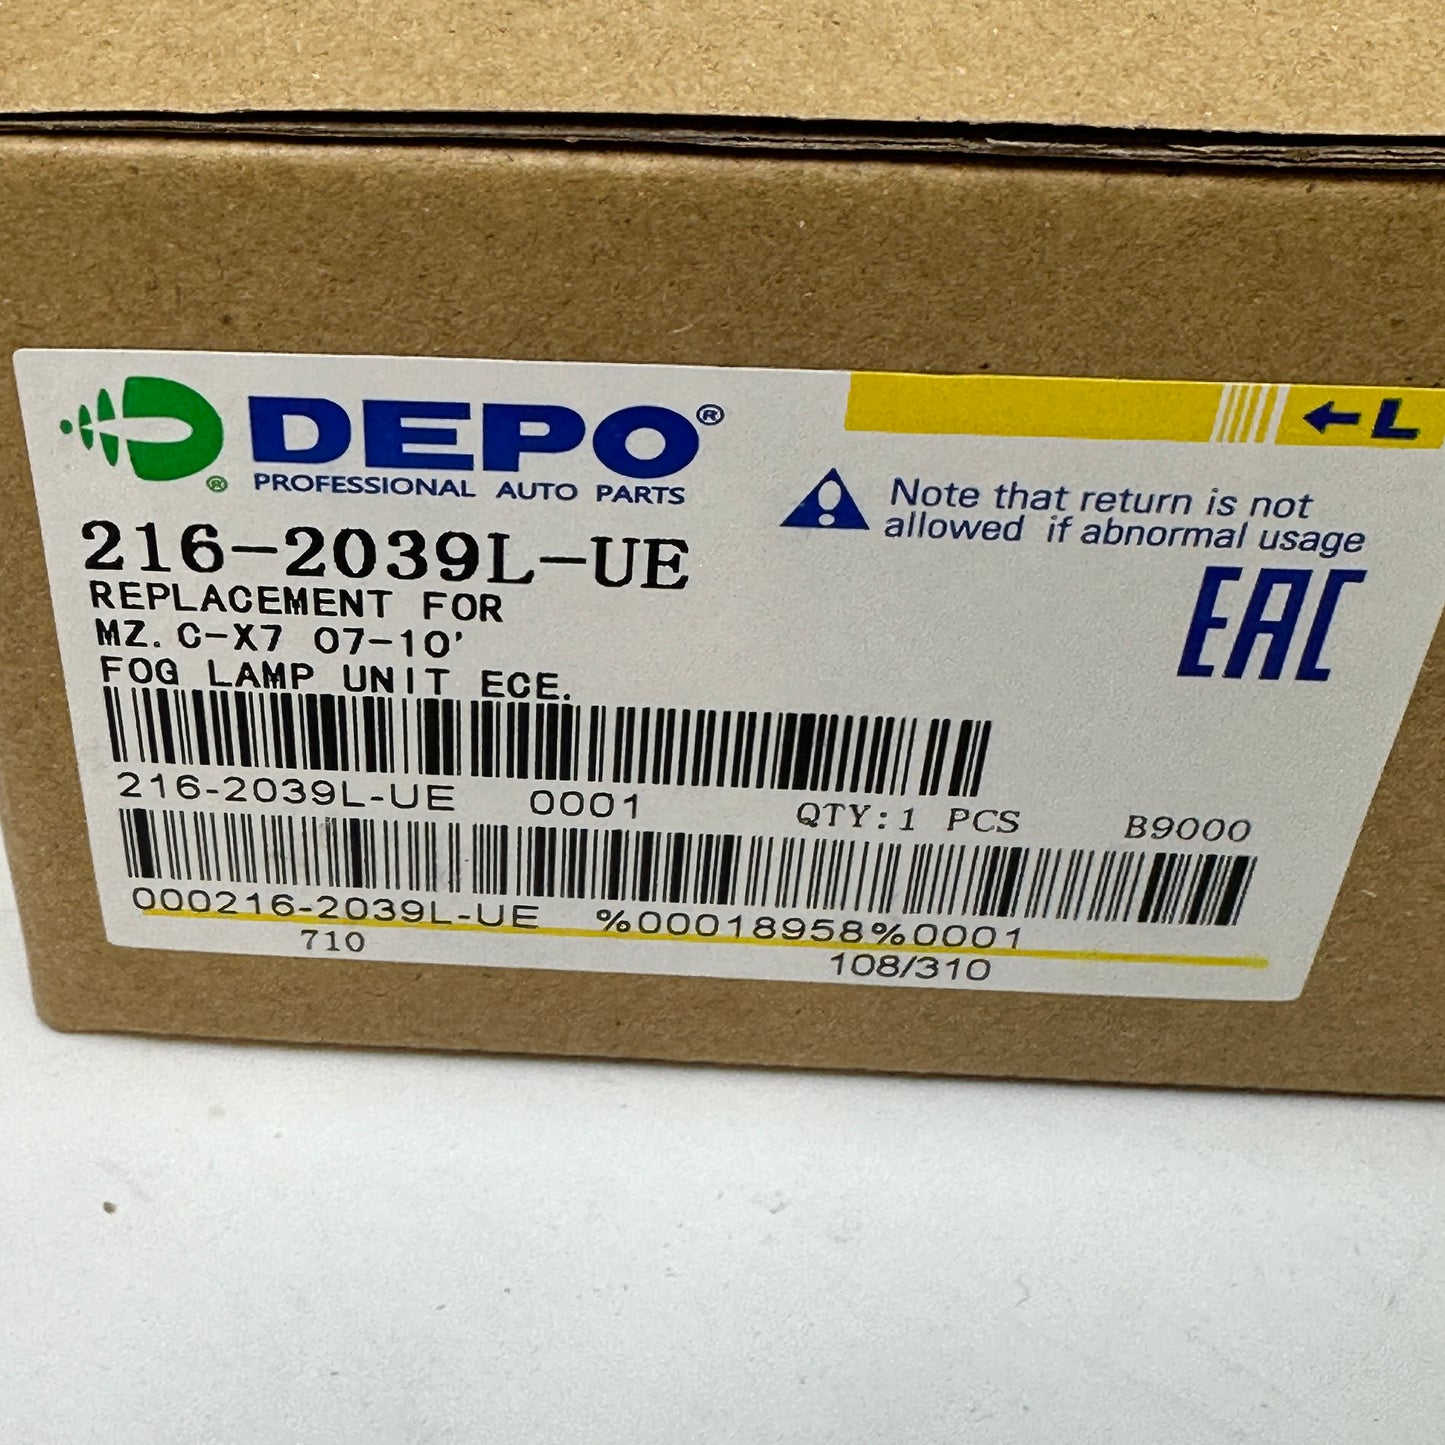 DEPO®
®
PROFESSIONAL AUTO PARTS
←L
Note that return is not
allowed if abnormal usage
216-2039L-UE
REPLACEMENT FOR
MZ. C-X7 07-10'
FOG LAMP UNIT ECE.
EAC
216-2039L-UE 0001 QTY:1 PCS B9000
000216-2039L-UE %00018958%0001
710 108/310